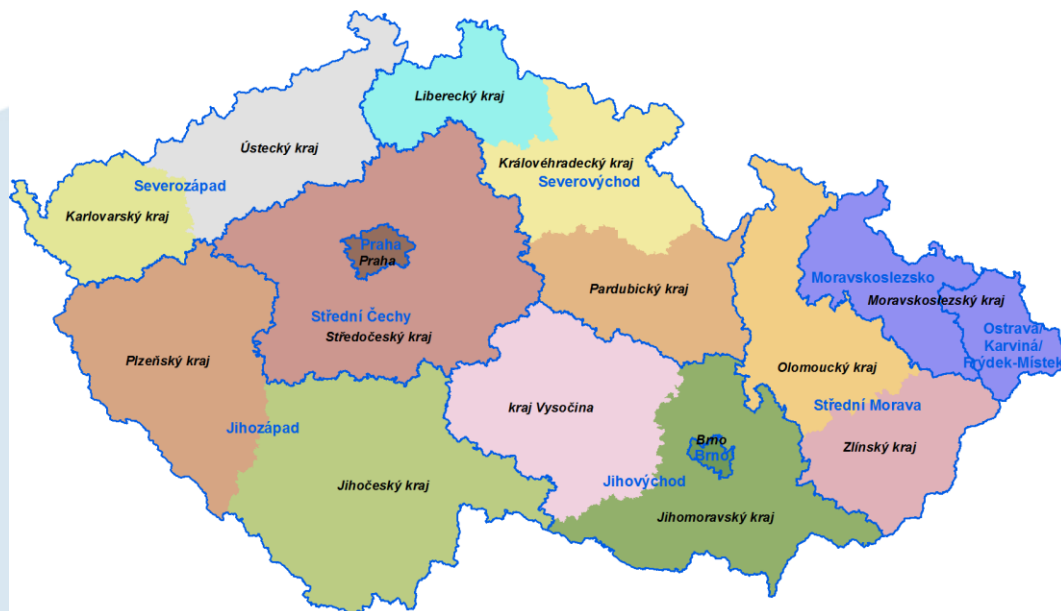 Liberecký kraj
Ústecký kraj
Královéhradecký kraj
Severovýchod
Severozápad
Karlovarský kraj
Praha
Praha
Pardubický kraj
Moravskoslezsko
Moravskoslezský kraj
Střední Čechy
Středočeský kraj
Ostrava/
Karviná/
Frýdek-Místek
Plzeňský kraj
Olomoucký kraj
kraj Vysočina
Střední Morava
Jihozápad
Brno
Brno
Zlínský kraj
Jihočeský kraj
Jihovýchod
Jihomoravský kraj